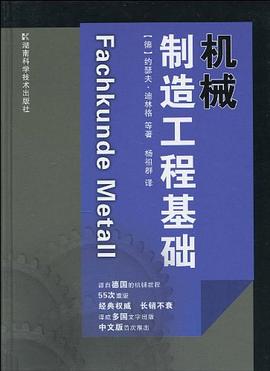 湖南科学技术出版社
机械
制造工程基础
Fachkunde Metall
【德】约瑟夫·迪林格 等著
杨祖群 译
源自德国的机械教程
55次重版
经典权威 长销不衰
译成多国文字出版
中文版首次推出